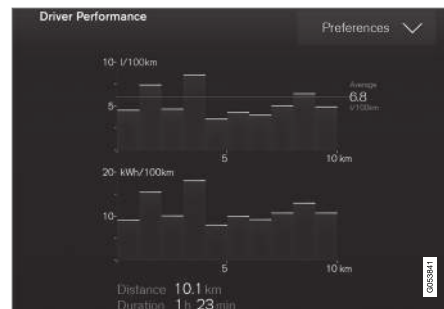 Driver Performance
Preferences
10- l/100km
Average
6.8
l/100km
5-
5
10 km
20- kWh/100km
10-
5
10 km
Distance 10.1 km
Duration 1 h 23 min
G053841